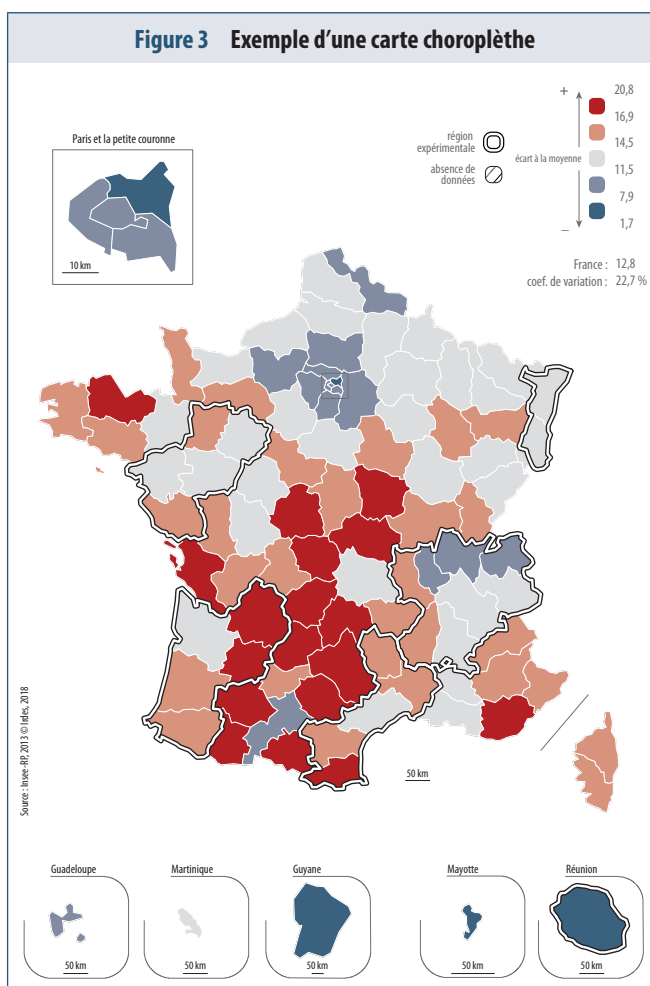 Figure 3 Exemple d'une carte choroplèthe
Paris et la petite couronne
10 km
région
expérimentale
absence de
données
+
écart à la moyenne
–
20,8
16,9
14,5
11,5
7,9
1,7
France : 12,8
coef. de variation : 22,7 %
50 km
Source : Insee-RP, 2013 © Irdes, 2018
Guadeloupe
50 km
Martinique
50 km
Guyane
50 km
Mayotte
50 km
Réunion
50 km